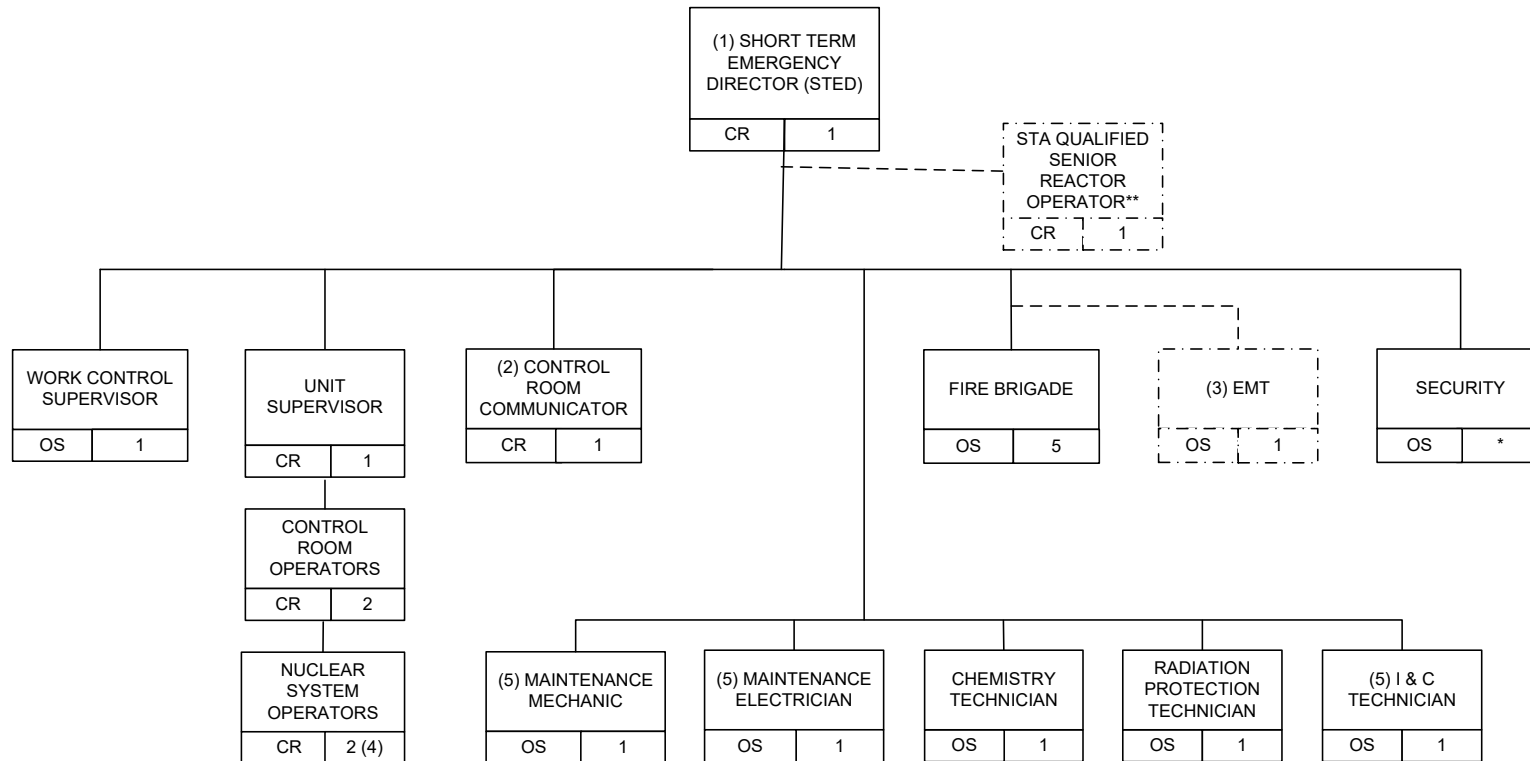 (1) SHORT TERM
EMERGENCY
DIRECTOR (STED)
CR 1
STA QUALIFIED
SENIOR
REACTOR
OPERATOR**
CR 1
WORK CONTROL
SUPERVISOR
OS 1
UNIT
SUPERVISOR
CR 1
(2) CONTROL
ROOM
COMMUNICATOR
CR 1
FIRE BRIGADE
OS 5
(3) EMT
OS 1
SECURITY
OS *
CONTROL
ROOM
OPERATORS
CR 2
NUCLEAR
SYSTEM
OPERATORS
CR 2 (4)
(5) MAINTENANCE
MECHANIC
OS 1
(5) MAINTENANCE
ELECTRICIAN
OS 1
CHEMISTRY
TECHNICIAN
OS 1
RADIATION
PROTECTION
TECHNICIAN
OS 1
(5) I & C
TECHNICIAN
OS 1